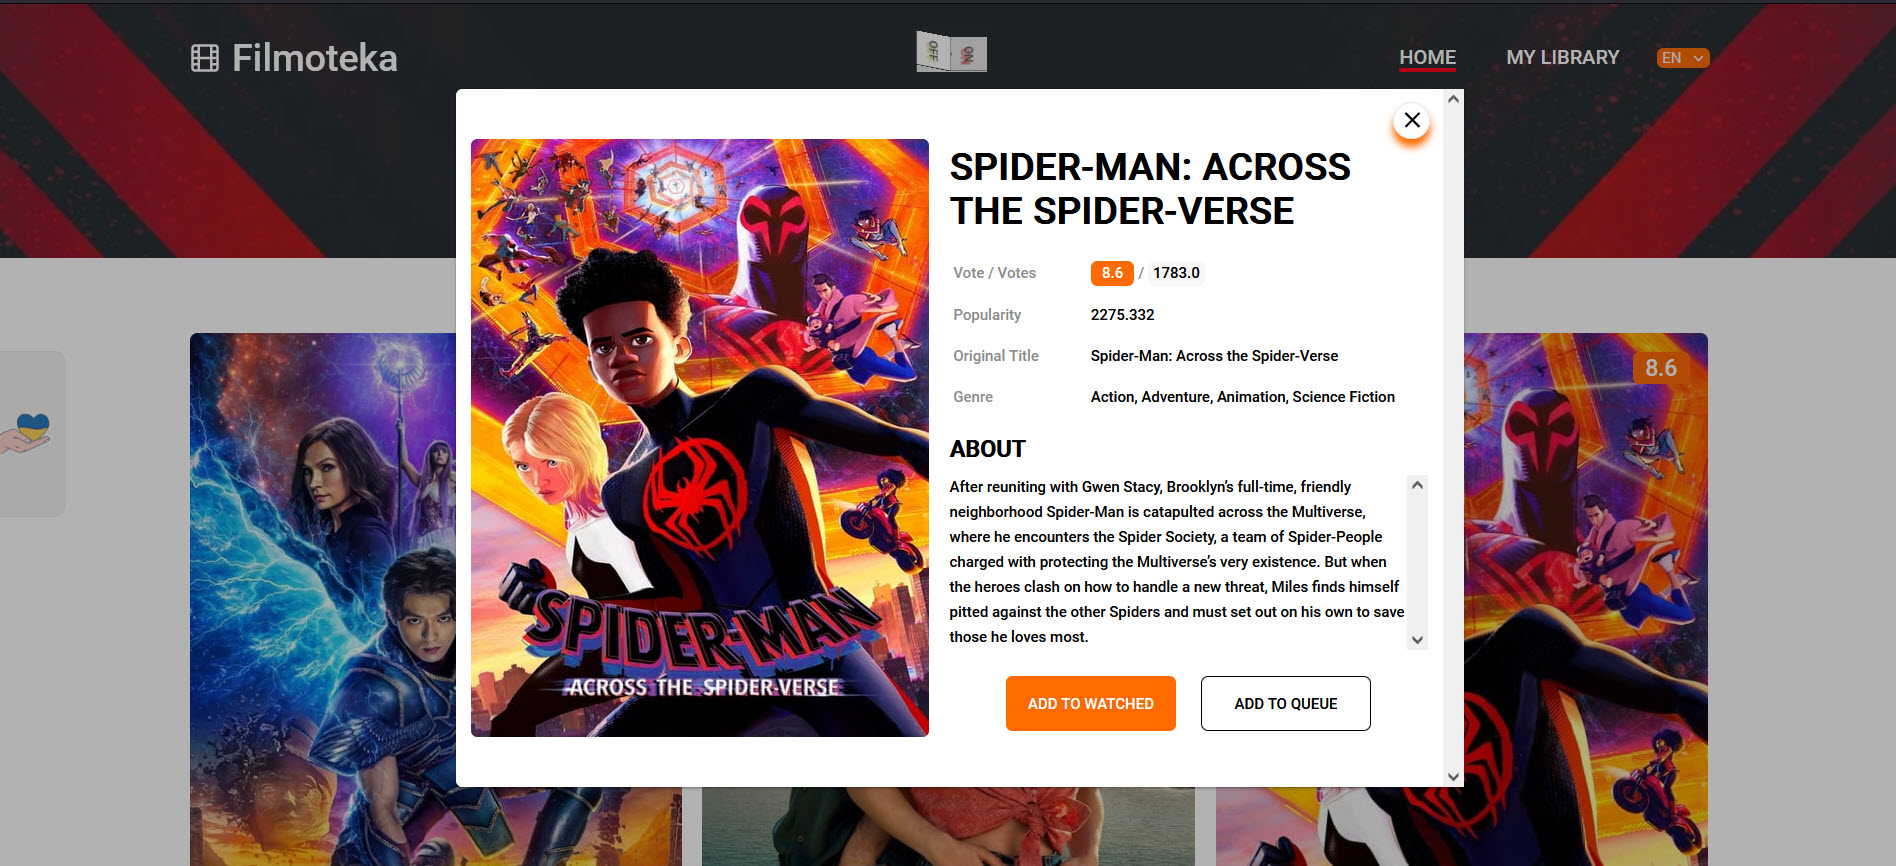 Filmoteka
OFF ON
HOME
MY LIBRARY
EN
SPIDER-MAN: ACROSS
THE SPIDER-VERSE
Vote / Votes 8.6 / 1783.0
Popularity 2275.332
Original Title Spider-Man: Across the Spider-Verse
Genre Action, Adventure, Animation, Science Fiction
ABOUT
After reuniting with Gwen Stacy, Brooklyn’s full-time, friendly
neighborhood Spider-Man is catapulted across the Multiverse,
where he encounters the Spider Society, a team of Spider-People
charged with protecting the Multiverse’s very existence. But when
the heroes clash on how to handle a new threat, Miles finds himself
pitted against the other Spiders and must set out on his own to save
those he loves most.
ADD TO WATCHED
ADD TO QUEUE
SPIDER-MAN
ACROSS THE SPIDER-VERSE
8.6